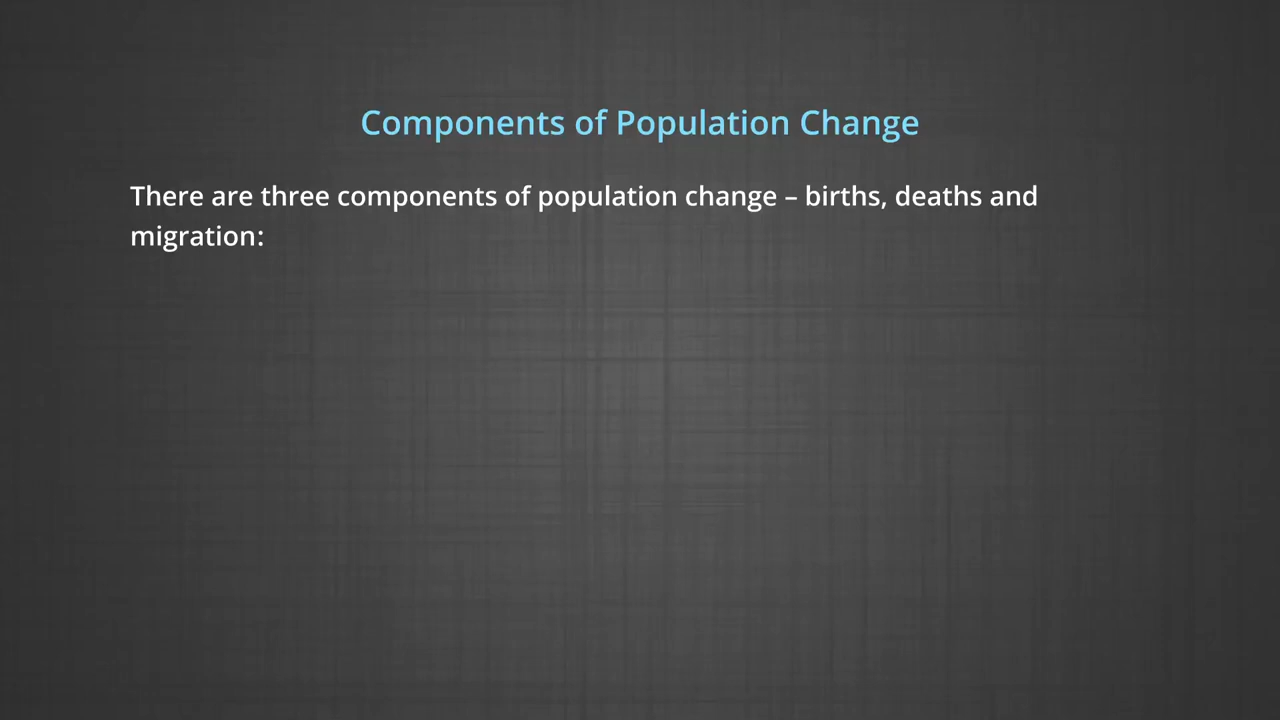 Components of Population Change
There are three components of population change – births, deaths and
migration: